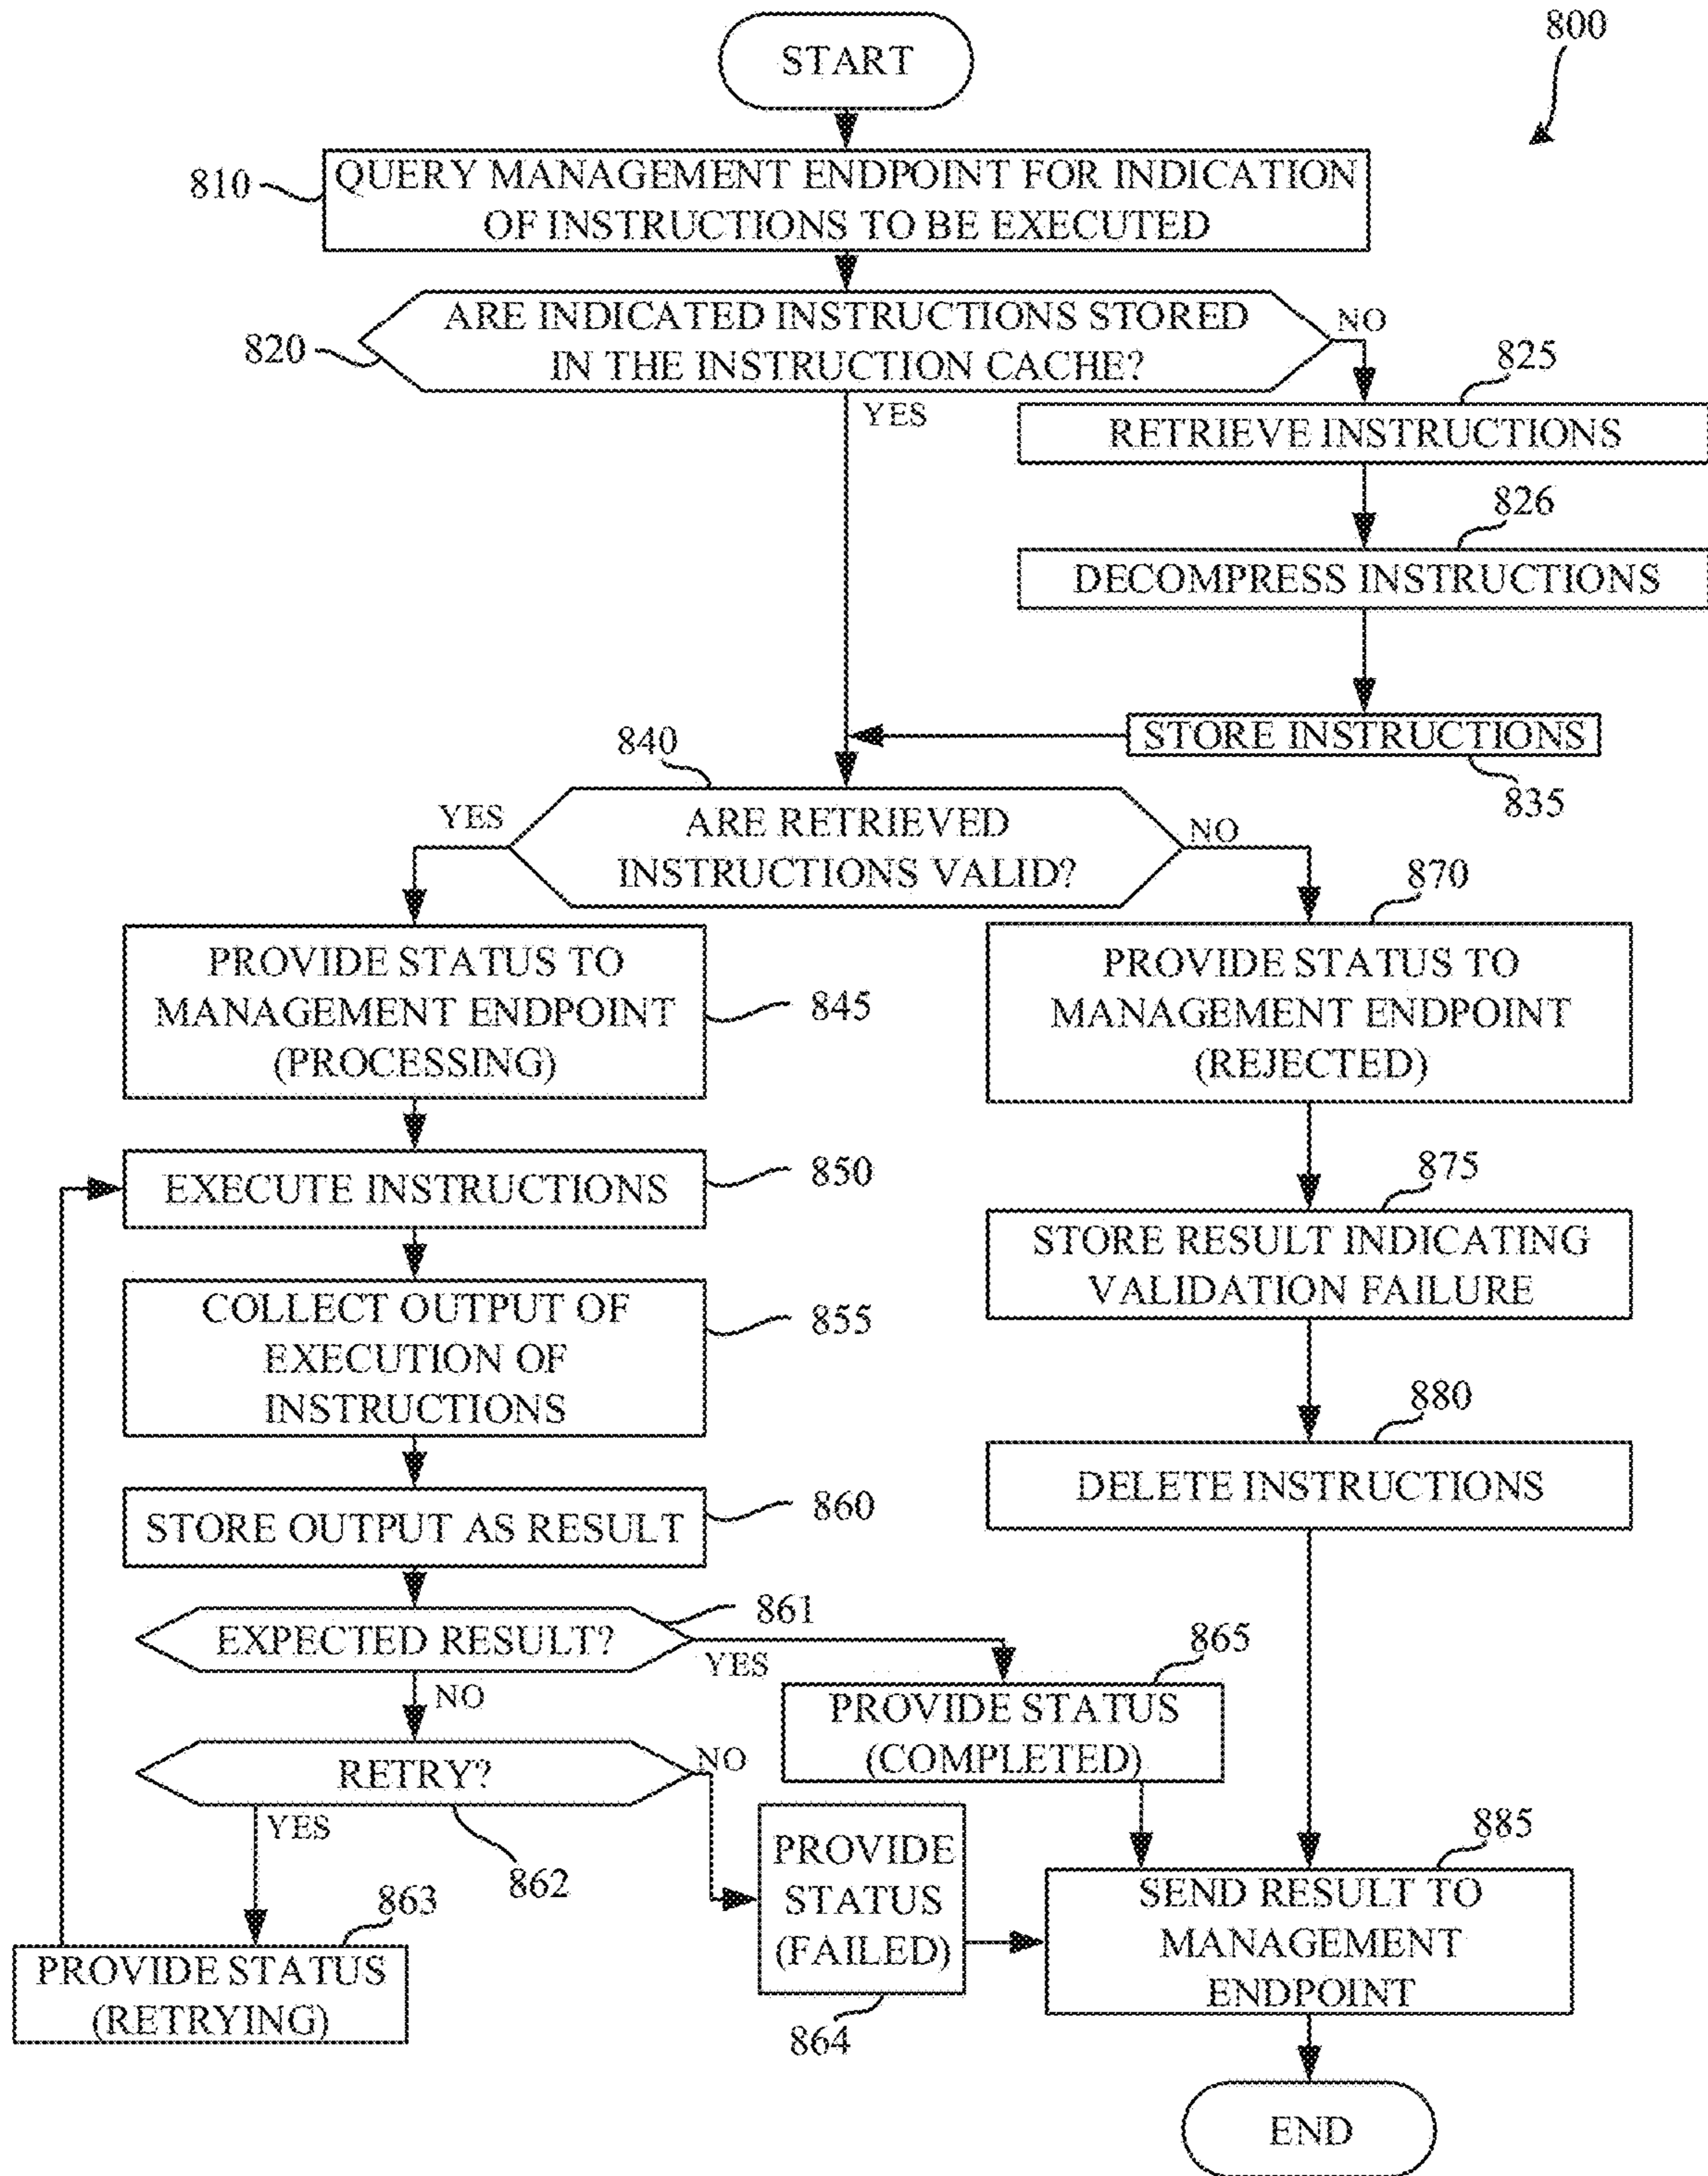 800
START
810
QUERY MANAGEMENT ENDPOINT FOR INDICATION
OF INSTRUCTIONS TO BE EXECUTED
820
ARE INDICATED INSTRUCTIONS STORED
IN THE INSTRUCTION CACHE?
NO
YES
825
RETRIEVE INSTRUCTIONS
826
DECOMPRESS INSTRUCTIONS
STORE INSTRUCTIONS
835
840
ARE RETRIEVED
INSTRUCTIONS VALID?
YES
NO
PROVIDE STATUS TO
MANAGEMENT ENDPOINT
(PROCESSING)
845
870
PROVIDE STATUS TO
MANAGEMENT ENDPOINT
(REJECTED)
EXECUTE INSTRUCTIONS
850
875
STORE RESULT INDICATING
VALIDATION FAILURE
COLLECT OUTPUT OF
EXECUTION OF
INSTRUCTIONS
855
880
DELETE INSTRUCTIONS
STORE OUTPUT AS RESULT
860
EXPECTED RESULT?
861
YES
NO
865
PROVIDE STATUS
(COMPLETED)
RETRY?
NO
YES
862
863
PROVIDE STATUS
(RETRYING)
PROVIDE
STATUS
(FAILED)
864
885
SEND RESULT TO
MANAGEMENT
ENDPOINT
END